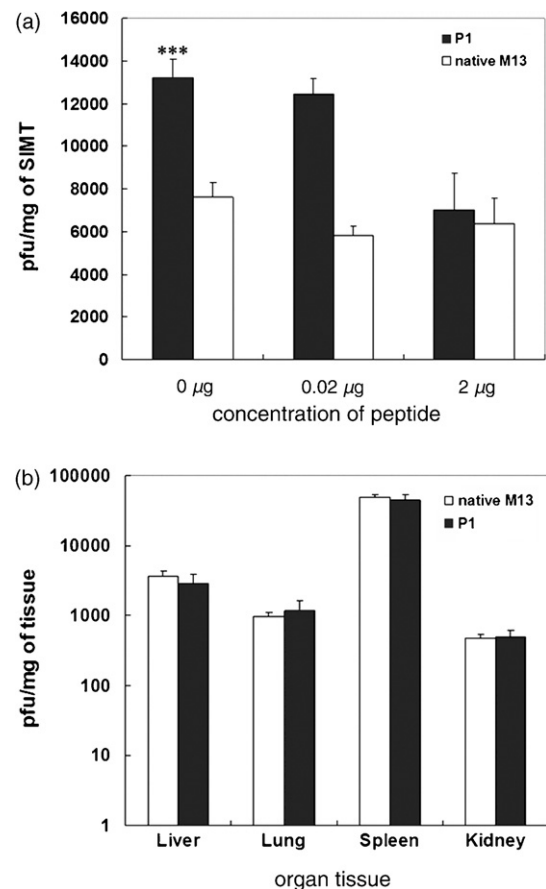 (a)
16000
14000
12000
10000
8000
6000
4000
2000
0
pfu/mg of SIMT
***
P1
native M13
0 μg
0.02 μg
2 μg
concentration of peptide
(b)
100000
10000
1000
100
10
1
pfu/mg of tissue
native M13
P1
Liver
Lung
Spleen
Kidney
organ tissue